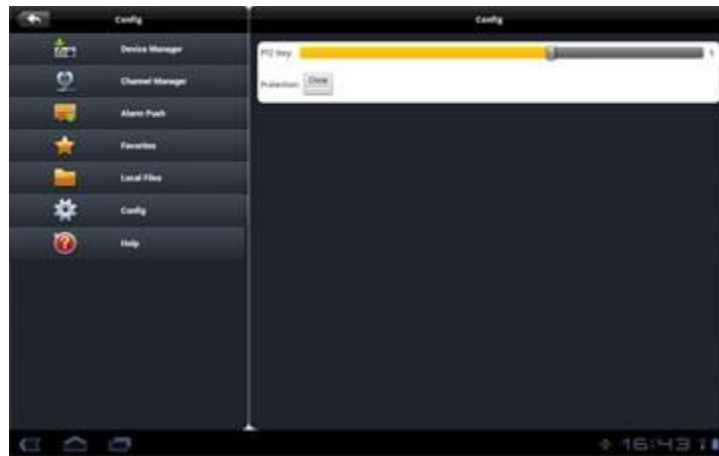 Config
Device Manager
Channel Manager
Alarm Push
Favorites
Local Files
Config
Help
Config
PTZ Step
5
Protection
Close
16:43